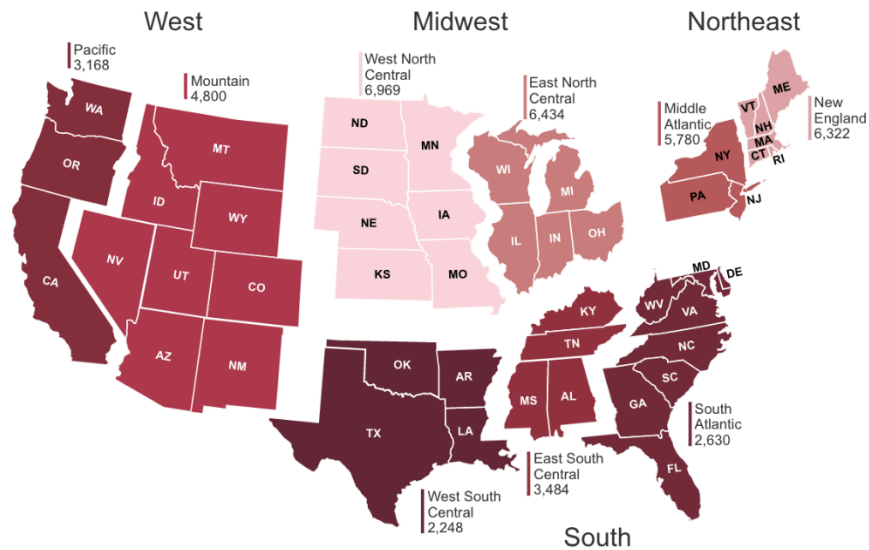 West
Midwest
Northeast
Pacific
3,168
Mountain
4,800
West North
Central
6,969
East North
Central
6,434
Middle
Atlantic
5,780
New
England
6,322
WA
OR
CA
MT
ID
WY
NV
UT
CO
AZ
NM
ND
MN
SD
NE
IA
KS
MO
WI
MI
IL
IN
OH
ME
VT
NH
MA
CT
RI
NY
PA
NJ
MD
DE
WV
VA
KY
TN
NC
OK
AR
MS
AL
SC
GA
TX
LA
FL
South
Atlantic
2,630
East South
Central
3,484
West South
Central
2,248
South